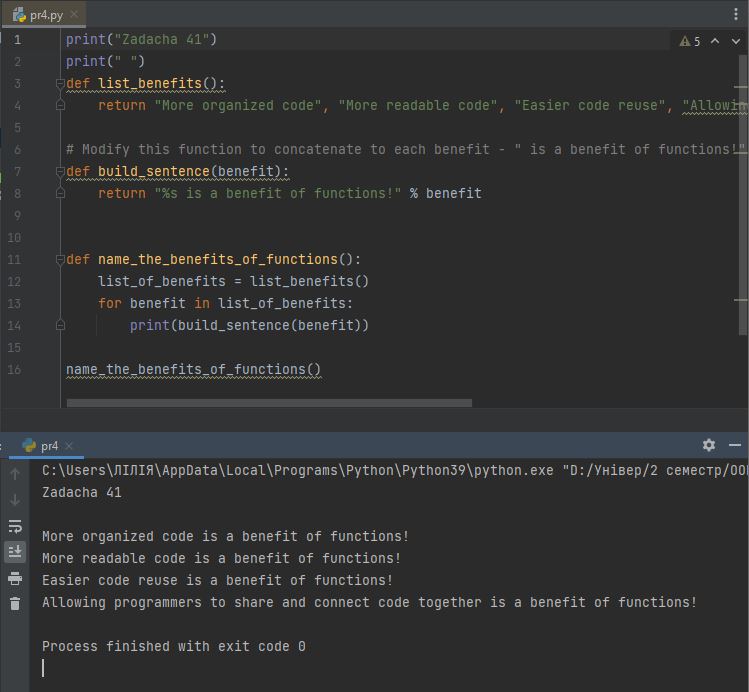 pr4.py
1 print("Zadacha 41")
5
2 print(" ")
3 def list_benefits():
4 return "More organized code", "More readable code", "Easier code reuse", "Allowin
5
6 # Modify this function to concatenate to each benefit - " is a benefit of functions!"
7 def build_sentence(benefit):
8 return "%s is a benefit of functions!" % benefit
9
10
11 def name_the_benefits_of_functions():
12 list_of_benefits = list_benefits()
13 for benefit in list_of_benefits:
14 print(build_sentence(benefit))
15
16 name_the_benefits_of_functions()
pr4
C:\Users\ЛІЛІЯ\AppData\Local\Programs\Python\Python39\python.exe "D:/Універ/2 семестр/ООП
Zadacha 41
More organized code is a benefit of functions!
More readable code is a benefit of functions!
Easier code reuse is a benefit of functions!
Allowing programmers to share and connect code together is a benefit of functions!
Process finished with exit code 0